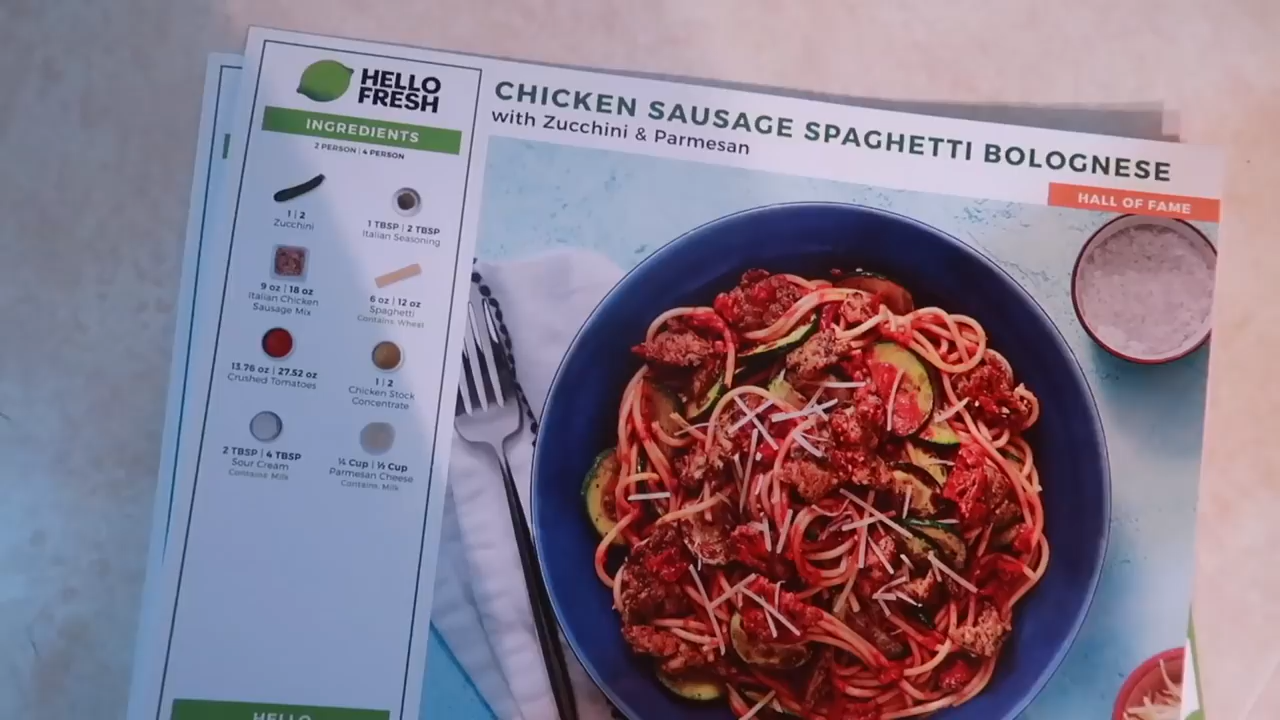 HELLO
FRESH
INGREDIENTS
2 PERSON | 4 PERSON
1 | 2
Zucchini
1 TBSP | 2 TBSP
Italian Seasoning
9 oz | 18 oz
Italian Chicken
Sausage Mix
6 oz | 12 oz
Spaghetti
Contains: Wheat
13.76 oz | 27.52 oz
Crushed Tomatoes
1 | 2
Chicken Stock
Concentrate
2 TBSP | 4 TBSP
Sour Cream
Contains: Milk
¼ Cup | ½ Cup
Parmesan Cheese
Contains: Milk
HELLO
CHICKEN SAUSAGE SPAGHETTI BOLOGNESE
with Zucchini & Parmesan
HALL OF FAME